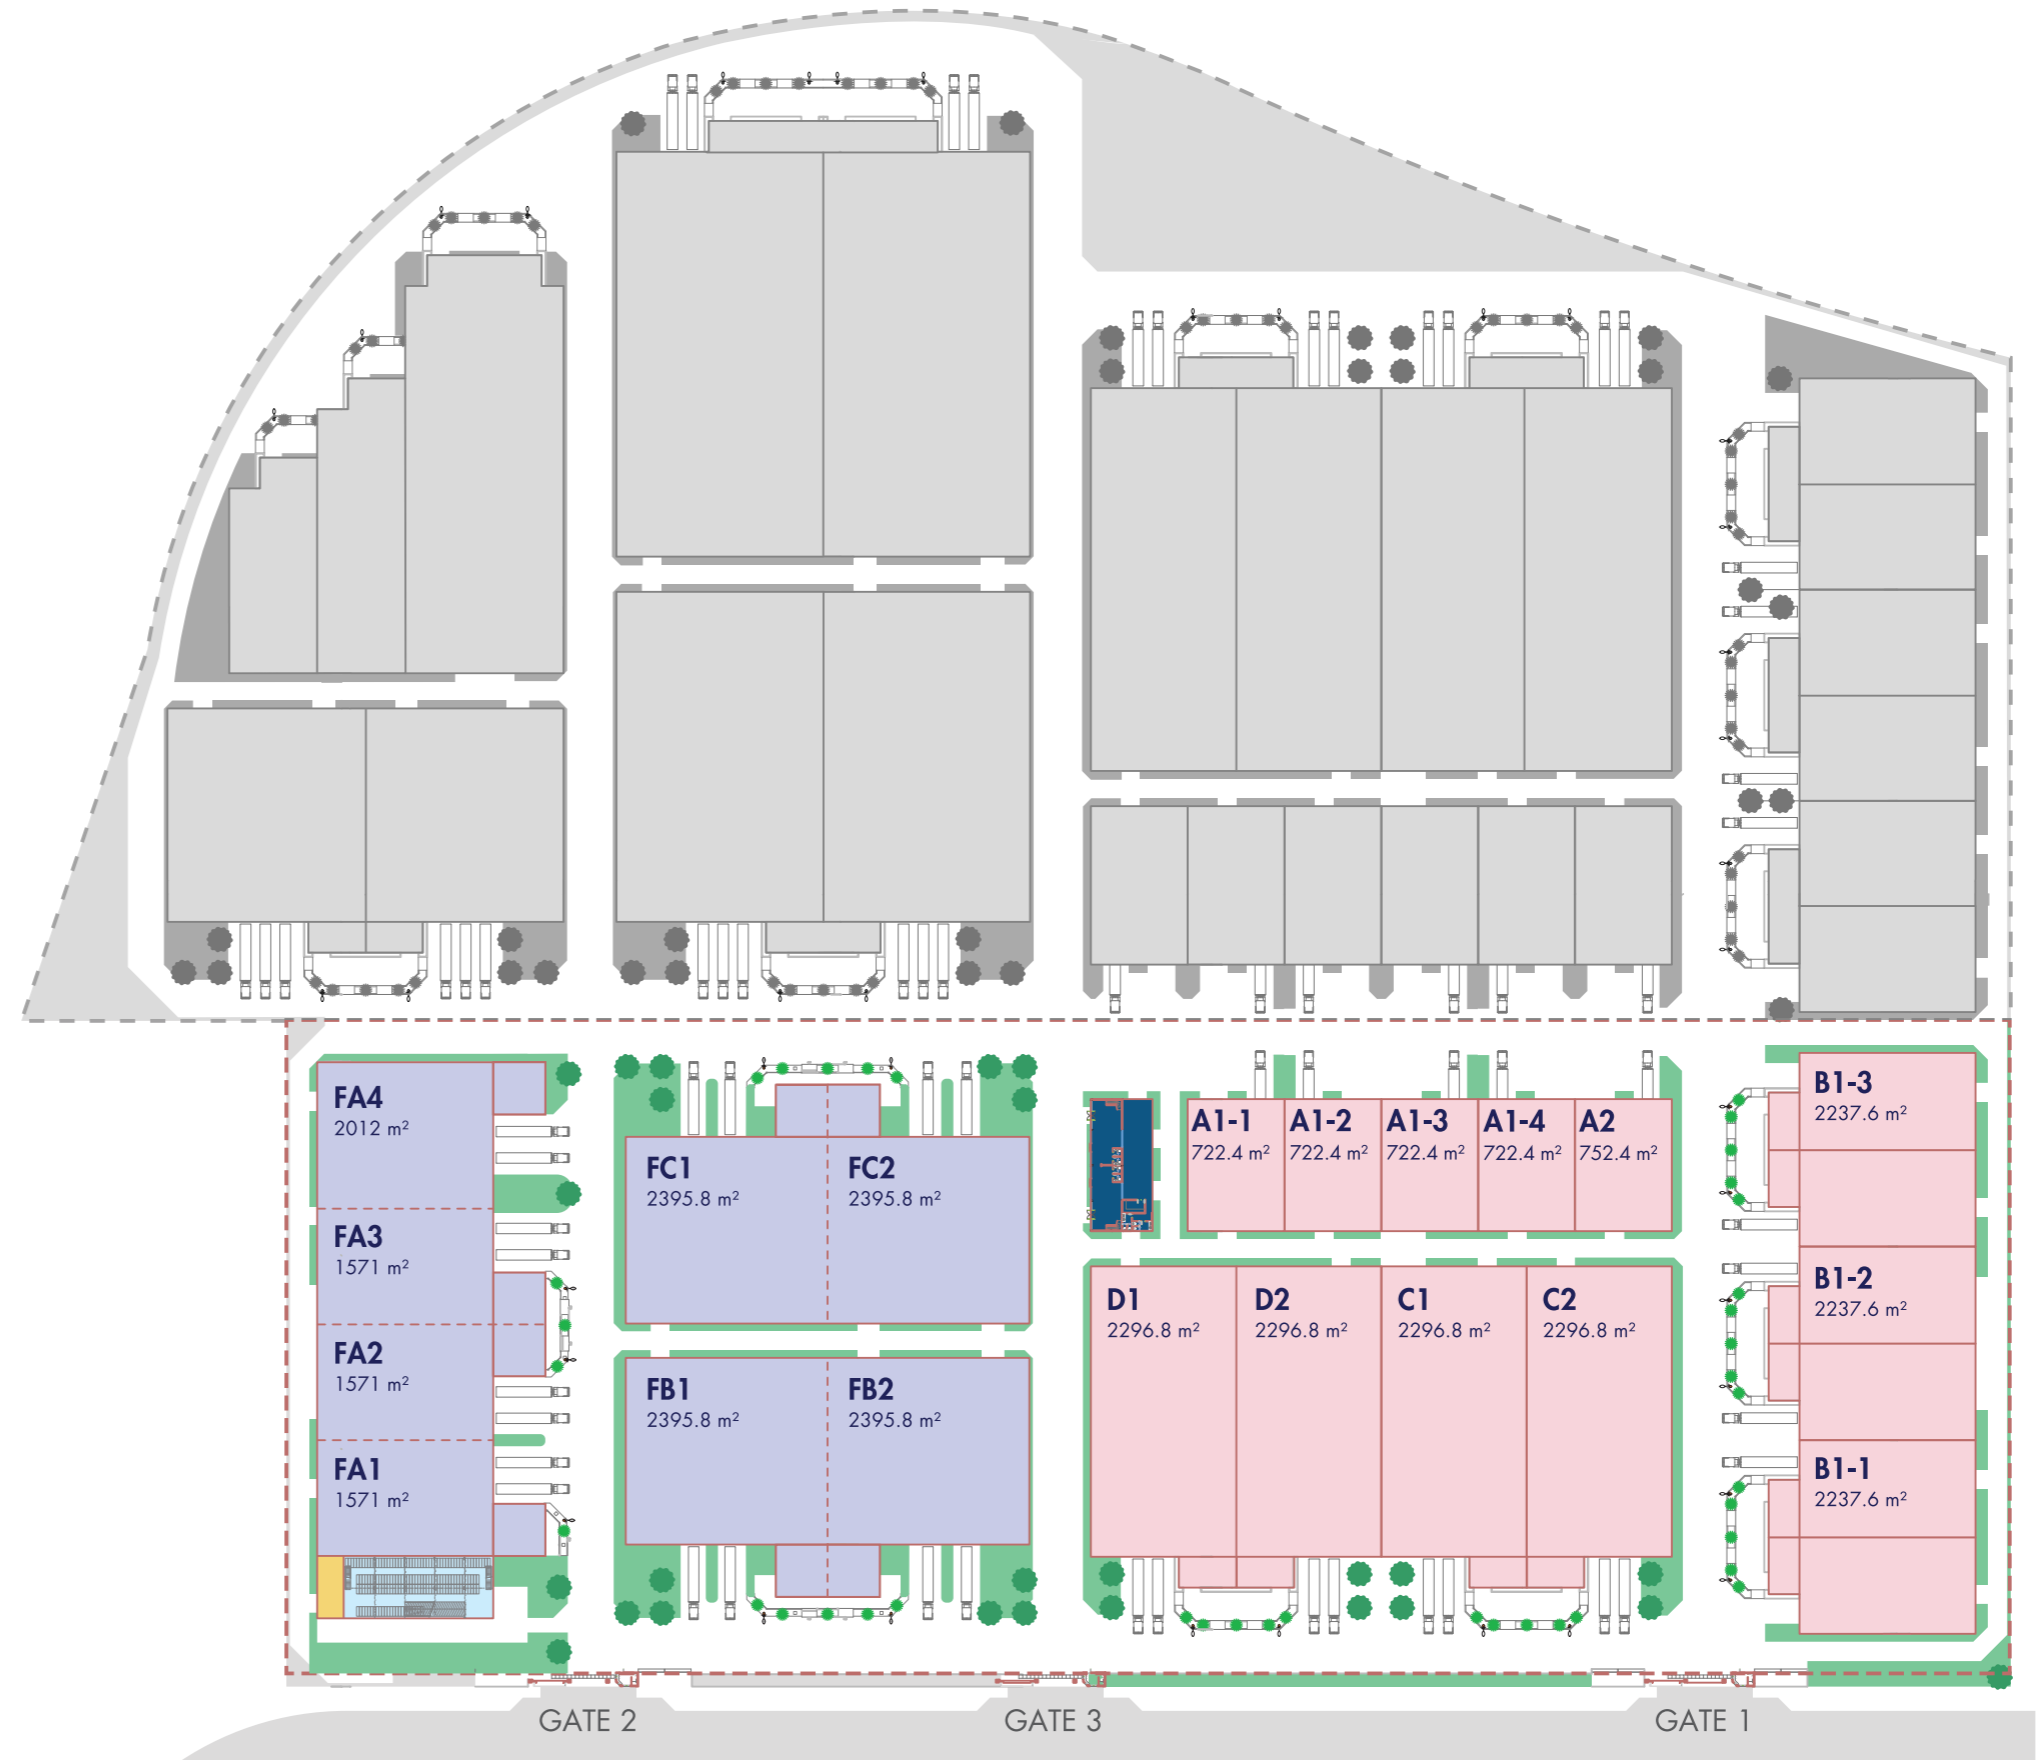 FA4
2012 m²
FA3
1571 m²
FA2
1571 m²
FA1
1571 m²
FC1
2395.8 m²
FC2
2395.8 m²
FB1
2395.8 m²
FB2
2395.8 m²
A1-1
722.4 m²
A1-2
722.4 m²
A1-3
722.4 m²
A1-4
722.4 m²
A2
752.4 m²
D1
2296.8 m²
D2
2296.8 m²
C1
2296.8 m²
C2
2296.8 m²
B1-3
2237.6 m²
B1-2
2237.6 m²
B1-1
2237.6 m²
GATE 2
GATE 3
GATE 1